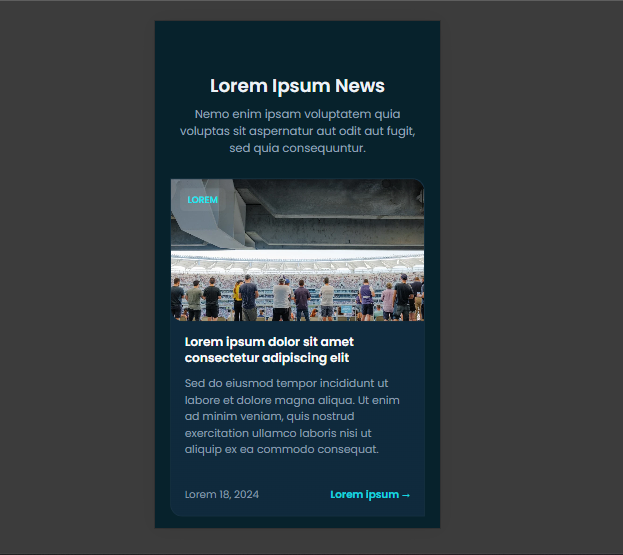 Lorem Ipsum News
Nemo enim ipsam voluptatem quia
voluptas sit aspernatur aut odit aut fugit,
sed quia consequuntur.
LOREM
Lorem ipsum dolor sit amet
consectetur adipiscing elit
Sed do eiusmod tempor incididunt ut
labore et dolore magna aliqua. Ut enim
ad minim veniam, quis nostrud
exercitation ullamco laboris nisi ut
aliquip ex ea commodo consequat.
Lorem 18, 2024
Lorem ipsum →